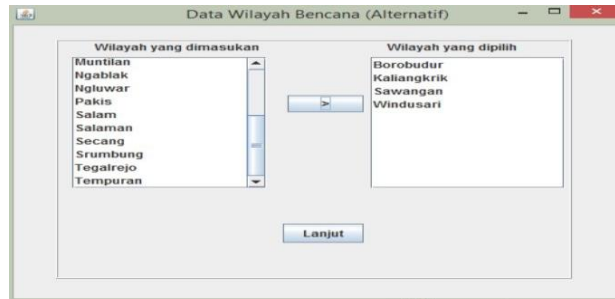 Data Wilayah Bencana (Alternatif)
Wilayah yang dimasukan
Muntilan
Ngablak
Ngluwar
Pakis
Salam
Salaman
Secang
Srumbung
Tegalrejo
Tempuran
>
Wilayah yang dipilih
Borobudur
Kaliangkrik
Sawangan
Windusari
Lanjut